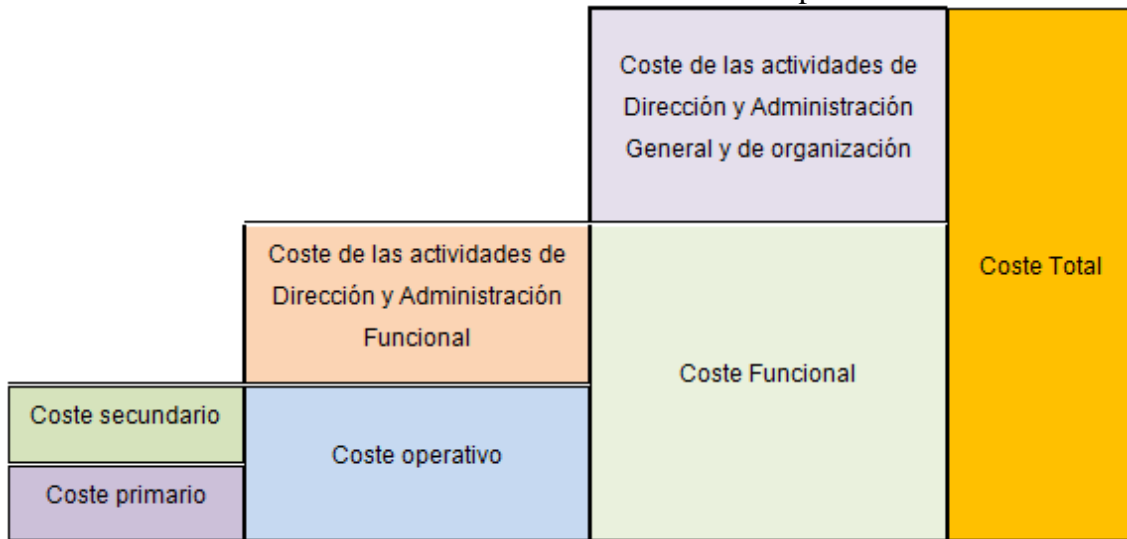 Coste de las actividades de
Dirección y Administración
General y de organización
Coste Total
Coste de las actividades de
Dirección y Administración
Funcional
Coste Funcional
Coste secundario
Coste operativo
Coste primario